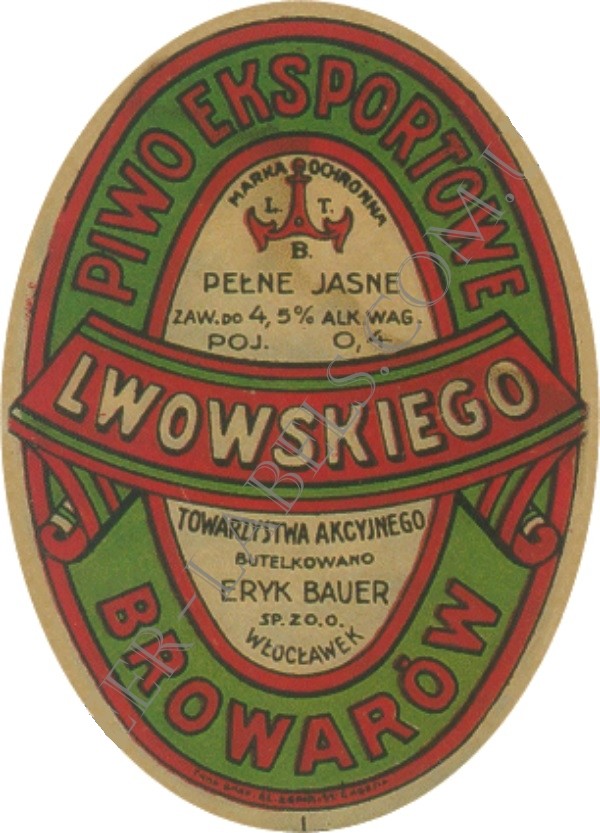 PIWO EKSPORTOWE
MARKA OCHRONNA
L. T.
B.
PEŁNE JASNE
ZAW. DO 4,5% ALK. WAG.
POJ. 0,4
LWOWSKIEGO
TOWARZYSTWA AKCYJNEGO
BUTELKOWANO
ERYK BAUER
SP. Z O.O.
WŁOCŁAWEK
BROWARÓW